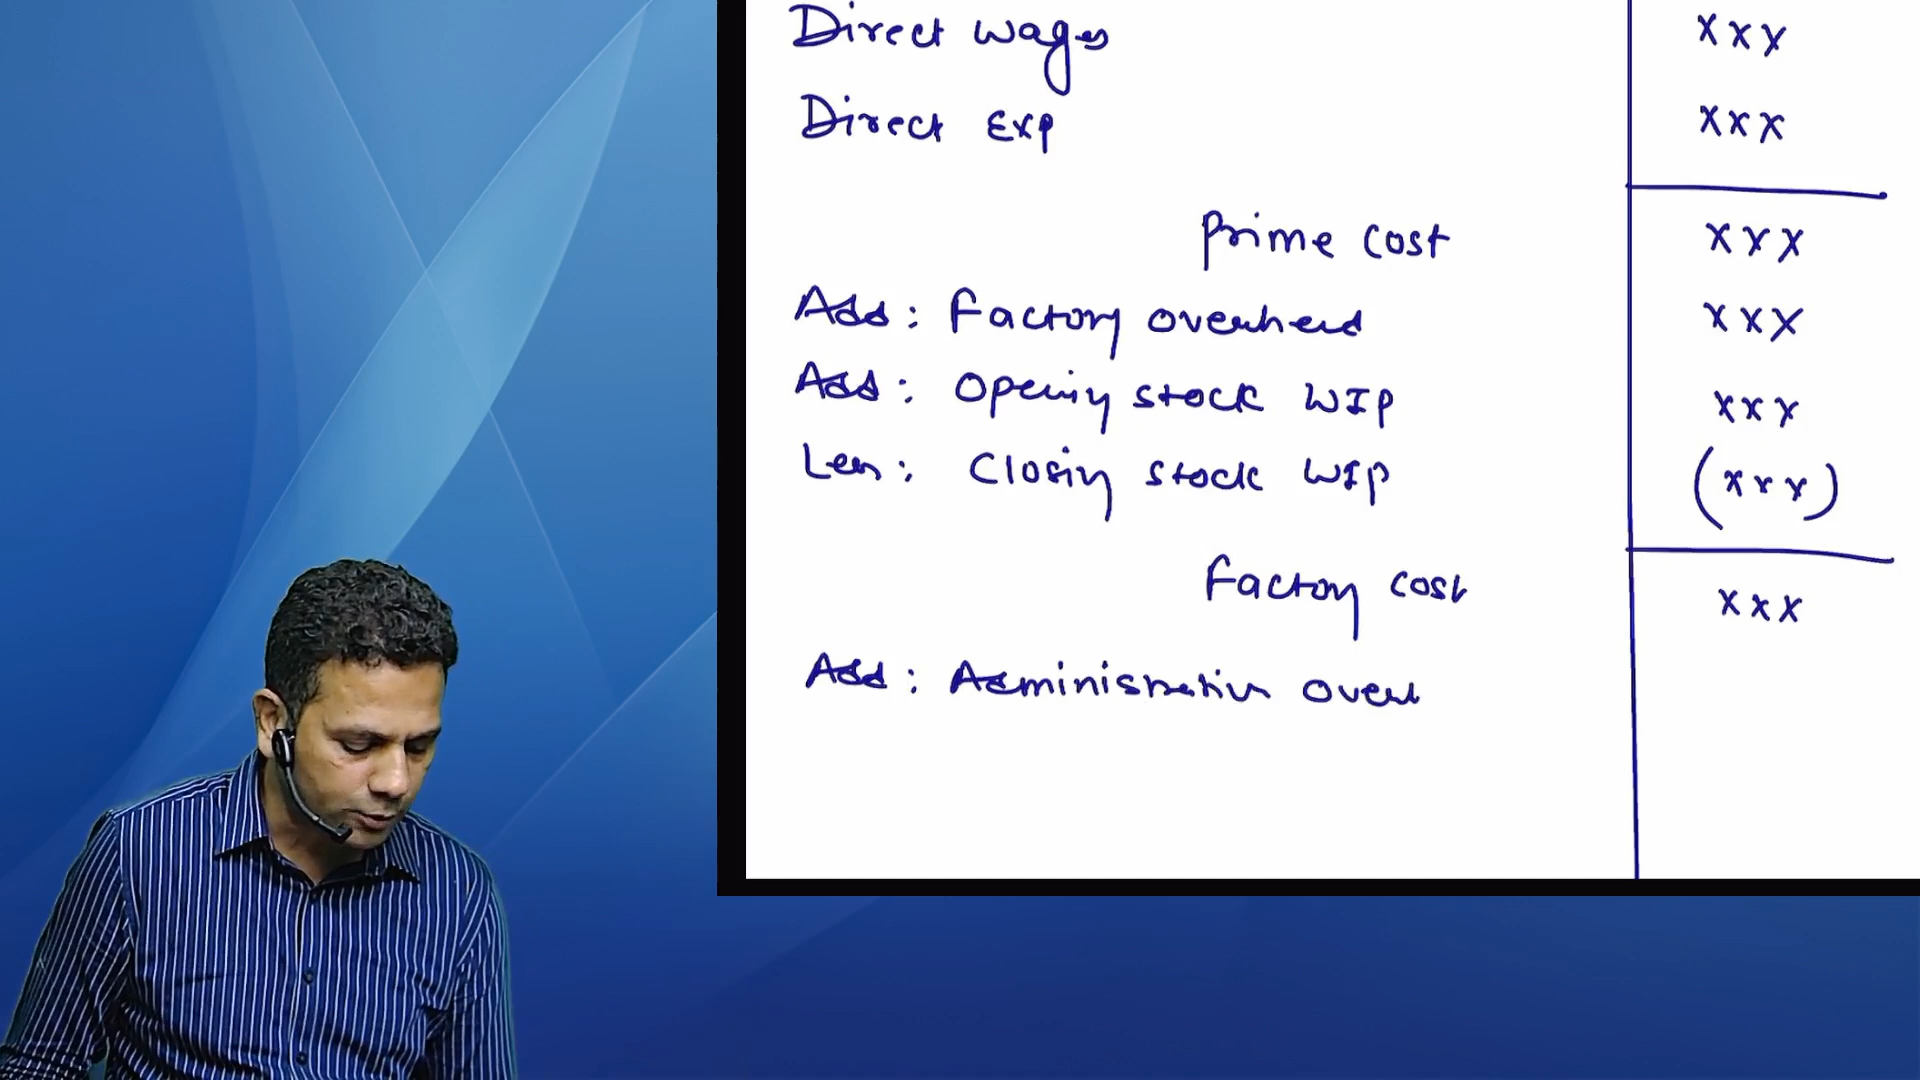 Direct wages xxx
Direct Exp xxx
Prime cost xxx
Add: Factory overhead xxx
Add: Opening stock WIP xxx
Less: Closing stock WIP (xxx)
Factory cost xxx
Add: Administrative over